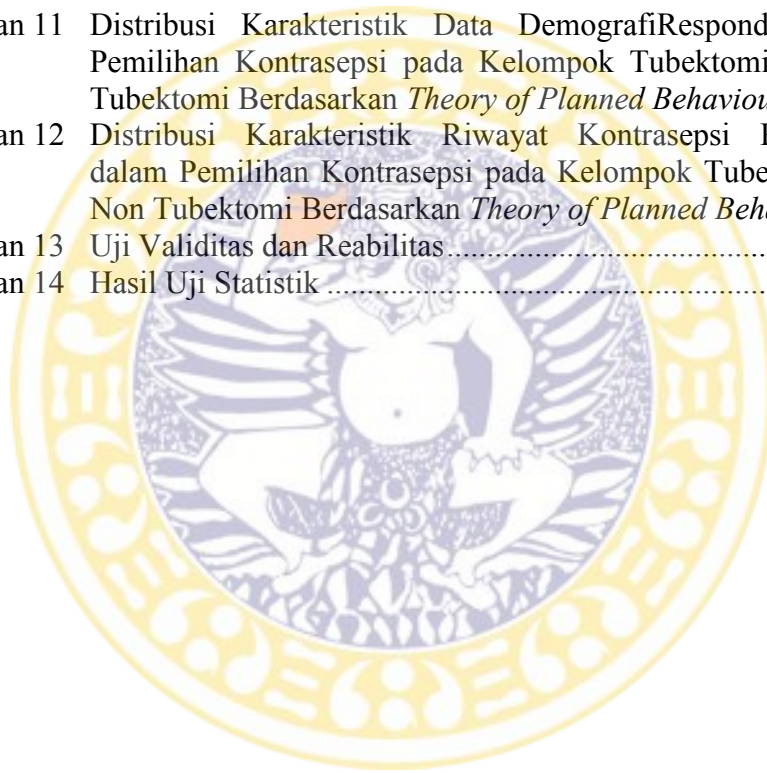 an 11 Distribusi Karakteristik Data DemografiRespond
Pemilihan Kontrasepsi pada Kelompok Tubektomi
Tubektomi Berdasarkan Theory of Planned Behaviou
an 12 Distribusi Karakteristik Riwayat Kontrasepsi
dalam Pemilihan Kontrasepsi pada Kelompok Tube
Non Tubektomi Berdasarkan Theory of Planned Beha
an 13 Uji Validitas dan Reabilitas........................................
an 14 Hasil Uji Statistik ........................................................